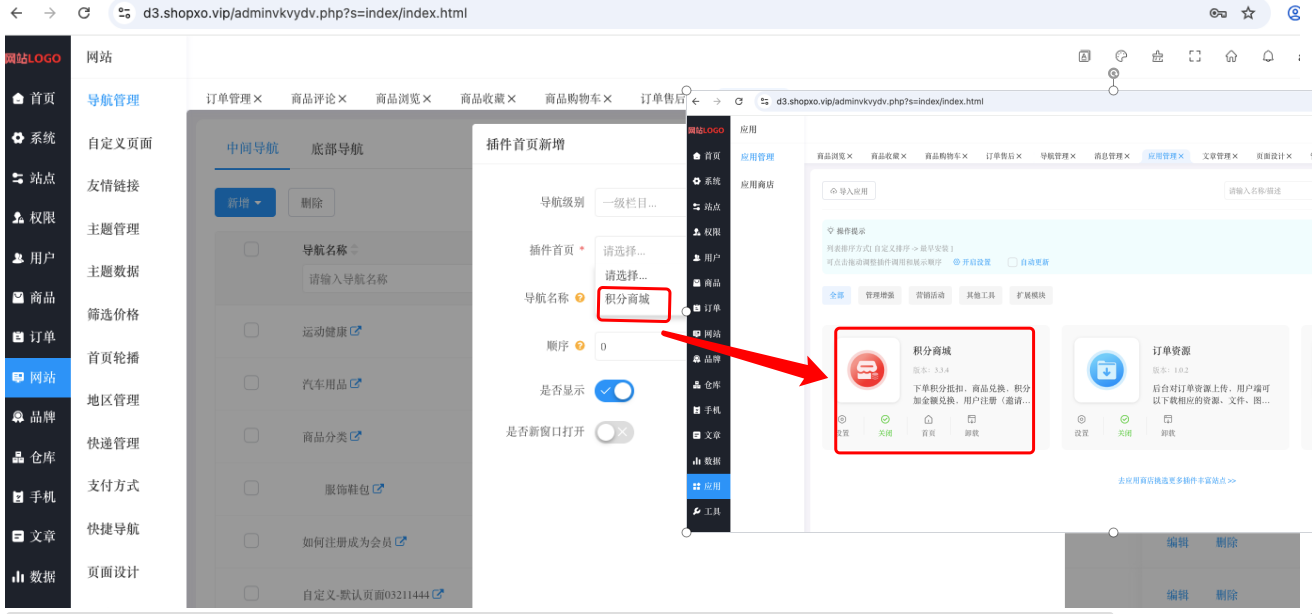 d3.shopxo.vip/adminvkvydv.php?s=index/index.html
网站LOGO
首页
系统
站点
权限
用户
商品
订单
网站
品牌
仓库
手机
文章
数据
网站
导航管理
自定义页面
友情链接
主题管理
主题数据
筛选价格
首页轮播
地区管理
快递管理
支付方式
快捷导航
页面设计
订单管理× 商品评论× 商品浏览× 商品收藏× 商品购物车× 订单售后
中间导航 底部导航
新增 删除
导航名称
请输入导航名称
运动健康
汽车用品
商品分类
服饰鞋包
如何注册成为会员
自定义-默认页面03211444
插件首页新增
导航级别 一级栏目...
插件首页 * 请选择...
请选择...
导航名称 积分商城
顺序 0
是否显示
是否新窗口打开
d3.shopxo.vip/adminvkvydv.php?s=index/index.html
网站LOGO
首页
系统
站点
权限
用户
商品
订单
网站
品牌
仓库
手机
文章
数据
应用
工具
应用
应用管理
应用商店
商品浏览× 商品收藏× 商品购物车× 订单售后× 导航管理× 消息管理× 应用管理× 文章管理× 页面设计×
导入应用 请输入名称/描述
操作提示
列表排序方式[ 自定义排序 -> 最早安装 ]
可点击拖动调整插件调用和展示顺序 开启设置 自动更新
全部 管理增强 营销活动 其他工具 扩展模块
积分商城
版本：3.3.4
下单积分抵扣、商品兑换、积分
加金额兑换、用户注册（邀请...
设置 关闭 首页 卸载
订单资源
版本：1.0.2
后台对订单资源上传、用户端可
以下载相应的资源、文件、图...
设置 关闭 卸载
去应用商店挑选更多插件丰富站点 >>
编辑 删除
编辑 删除